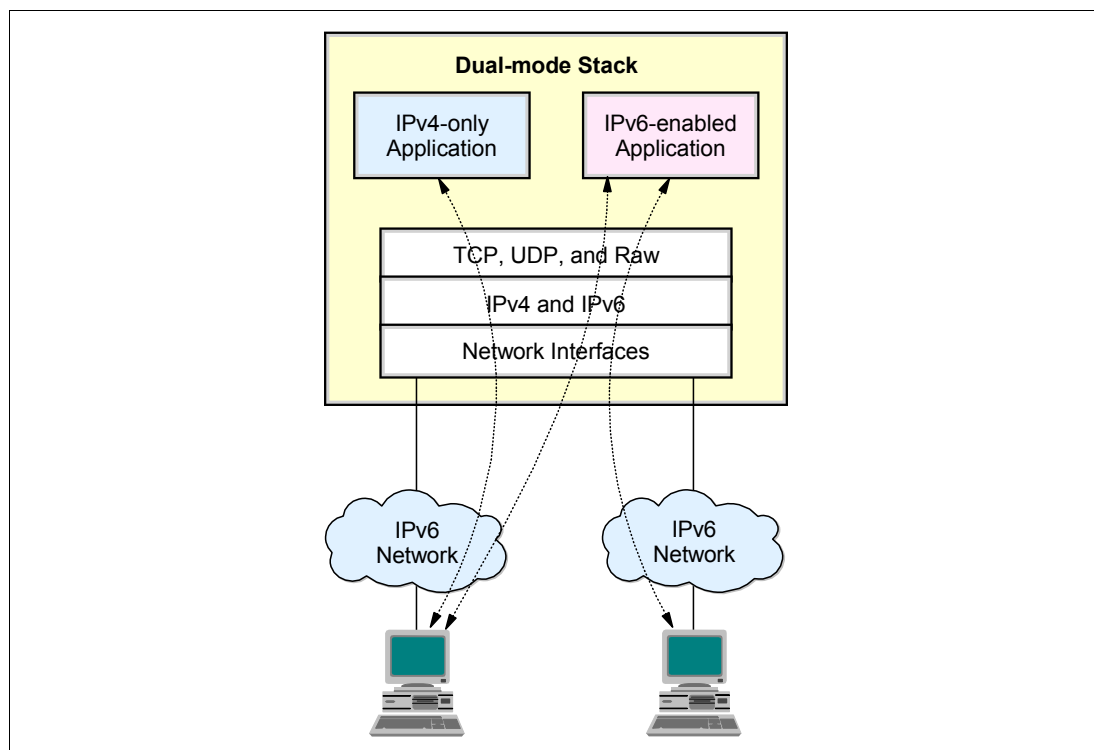 Dual-mode Stack
IPv4-only
Application
IPv6-enabled
Application
TCP, UDP, and Raw
IPv4 and IPv6
Network Interfaces
IPv6
Network
IPv6
Network